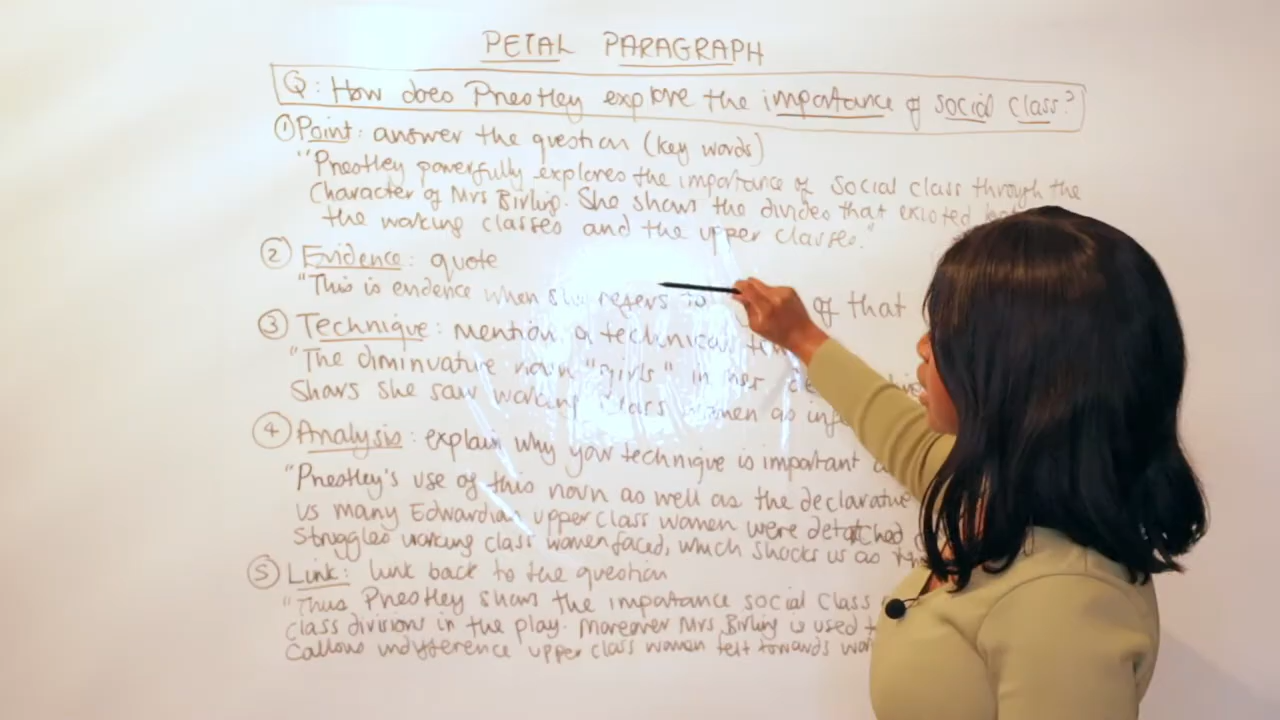 PETAL PARAGRAPH
Q: How does Priestley explore the importance of social class?
① Point: answer the question (key words)
"Priestley powerfully explores the importance of social class through the
character of Mrs Birling. She shows the divides that existed
the working classes and the upper classes."
② Evidence: quote
"This is evidence when she refers to of that
③ Technique: mention a technical
"The diminuative noun "girls" in her
shows she saw working class women as
④ Analysis: explain why your technique is important
"Priestley's use of this noun as well as the declarative
us many Edwardian upper class women were detatched
struggles working class women faced, which shocks us as
⑤ Link: link back to the question
"Thus Priestley shows the importance social class
class divisions in the play. Moreover Mrs Birling is used
callous indifference upper class women felt towards